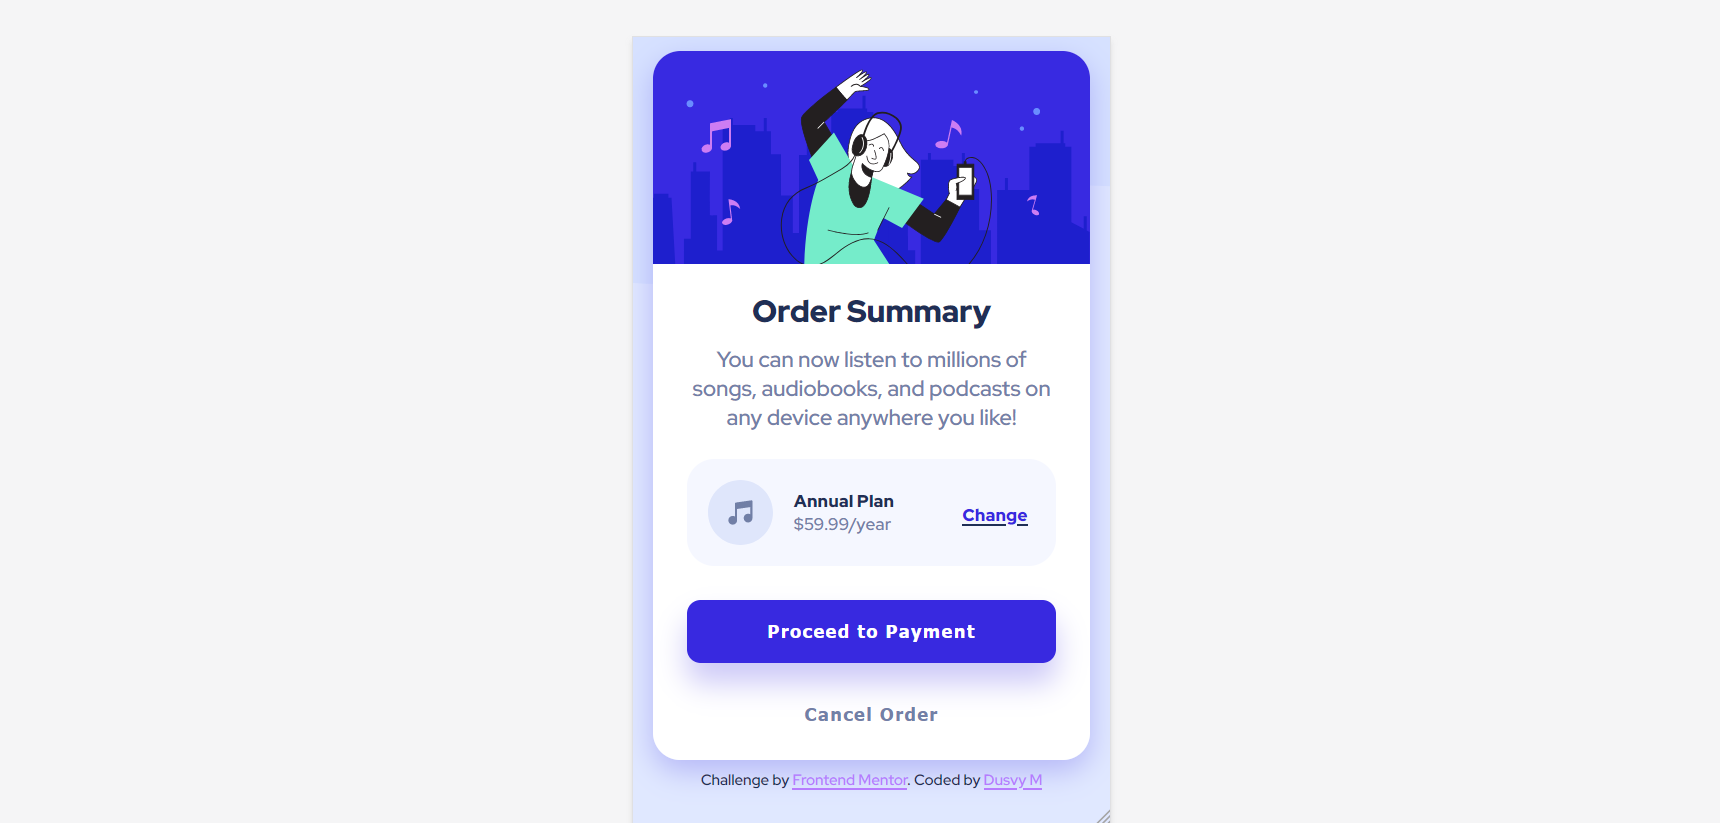 Order Summary
You can now listen to millions of
songs, audiobooks, and podcasts on
any device anywhere you like!
Annual Plan
$59.99/year
Change
Proceed to Payment
Cancel Order
Challenge by Frontend Mentor. Coded by Dusvy M